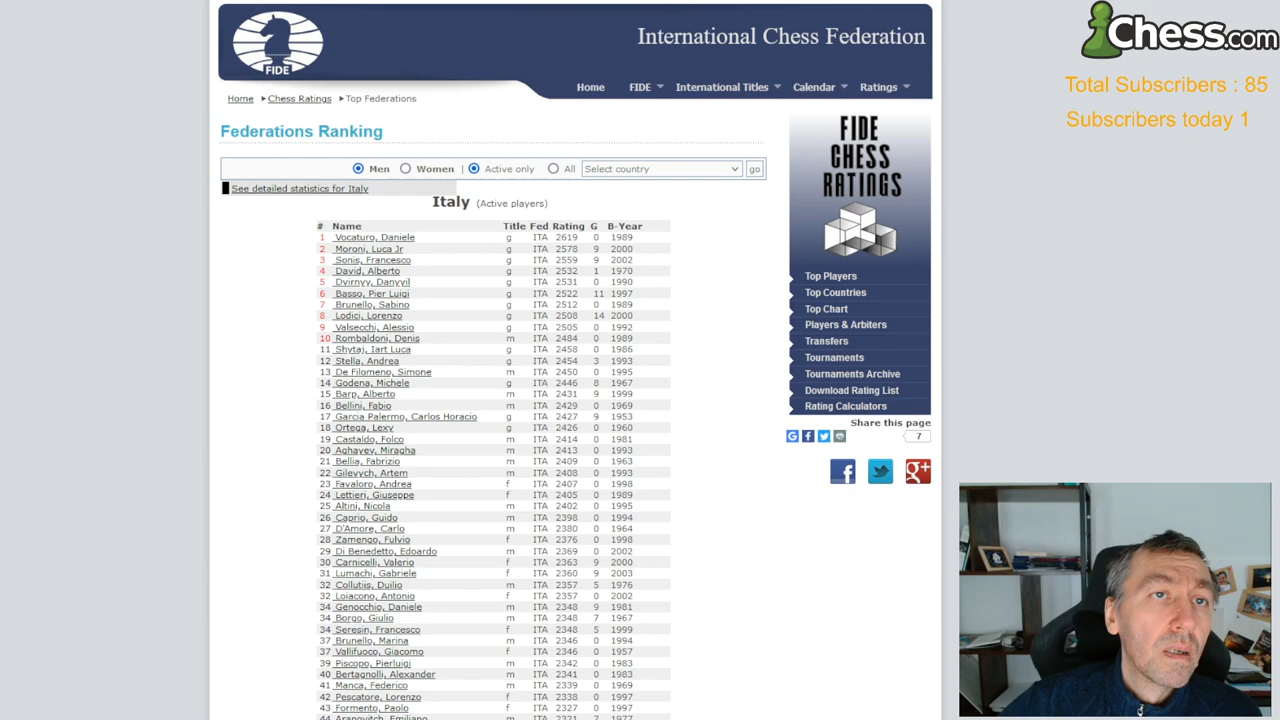 International Chess Federation
FIDE
Home FIDE International Titles Calendar Ratings
Home Chess Ratings Top Federations
Federations Ranking
Men Women | Active only All Select country go
See detailed statistics for Italy
Italy (Active players)
# Name Title Fed Rating G B-Year
1 Vocaturo, Daniele g ITA 2619 0 1989
2 Moroni, Luca Jr g ITA 2578 9 2000
3 Sonis, Francesco g ITA 2559 9 2002
4 David, Alberto g ITA 2532 1 1970
5 Dvirnyy, Danyyil g ITA 2531 0 1990
6 Basso, Pier Luigi g ITA 2522 11 1997
7 Brunello, Sabino g ITA 2512 0 1989
8 Lodici, Lorenzo g ITA 2508 14 2000
9 Valsecchi, Alessio g ITA 2505 0 1992
10 Rombaldoni, Denis m ITA 2484 0 1989
11 Shytaj, Iart Luca g ITA 2458 0 1986
12 Stella, Andrea g ITA 2454 3 1993
13 De Filomeno, Simone m ITA 2450 0 1995
14 Godena, Michele g ITA 2446 8 1967
15 Barp, Alberto m ITA 2431 9 1999
16 Bellini, Fabio m ITA 2429 0 1969
17 Garcia Palermo, Carlos Horacio g ITA 2427 9 1953
18 Ortega, Lexy g ITA 2426 0 1960
19 Castaldo, Folco m ITA 2414 0 1981
20 Aghayev, Miragha m ITA 2413 0 1993
21 Bellia, Fabrizio m ITA 2409 0 1963
22 Gilevych, Artem m ITA 2408 0 1993
23 Favaloro, Andrea f ITA 2407 0 1998
24 Lettieri, Giuseppe m ITA 2405 0 1989
25 Altini, Nicola m ITA 2402 0 1995
26 Caprio, Guido m ITA 2398 0 1994
27 D'Amore, Carlo m ITA 2380 0 1964
28 Zamengo, Fulvio f ITA 2376 0 1998
29 Di Benedetto, Edoardo m ITA 2369 0 2002
30 Carnicelli, Valerio f ITA 2363 9 2000
31 Lumachi, Gabriele f ITA 2360 9 2003
32 Collutiis, Duilio m ITA 2357 5 1976
32 Loiacono, Antonio f ITA 2357 0 2002
34 Genocchio, Daniele m ITA 2348 9 1981
34 Borgo, Giulio m ITA 2348 7 1967
34 Seresin, Francesco f ITA 2348 5 1999
37 Brunello, Marina m ITA 2346 0 1994
37 Vallifuoco, Giacomo f ITA 2346 0 1957
39 Piscopo, Pierluigi m ITA 2342 0 1983
40 Bertagnolli, Alexander m ITA 2341 0 1983
41 Manca, Federico m ITA 2339 0 1969
42 Pescatore, Lorenzo f ITA 2338 0 1997
43 Formento, Paolo f ITA 2327 0 1997
44 Aranovitch, Emiliano m ITA 2321 7 1977
FIDE
CHESS
RATINGS
Top Players
Top Countries
Top Chart
Players & Arbiters
Transfers
Tournaments
Tournaments Archive
Download Rating List
Rating Calculators
Share this page
7
Chess.com
Total Subscribers : 85
Subscribers today 1